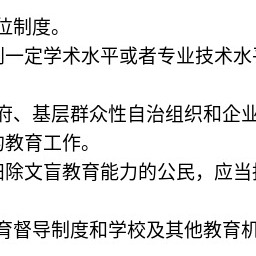 位制度。
一定学术水平或者专业技术水
府、基层群众性自治组织和企业
的教育工作。
除文盲教育能力的公民，应当
育督导制度和学校及其他教育机